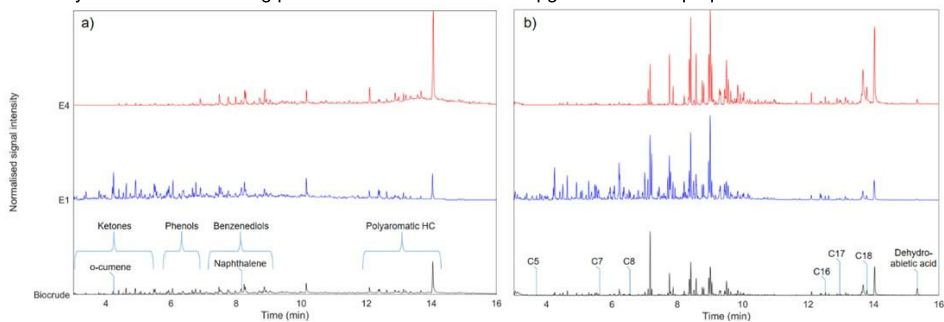 a)
b)
Normalised signal intensity
E4
E1
Ketones
Phenols
Benzenediols
Polyaromatic HC
o-cumene
Naphthalene
Biocrude
4 6 8 10 12 14 16
Time (min)
C5
C7
C8
C16
C17
C18
Dehydro-
abietic acid
4 6 8 10 12 14 16
Time (min)